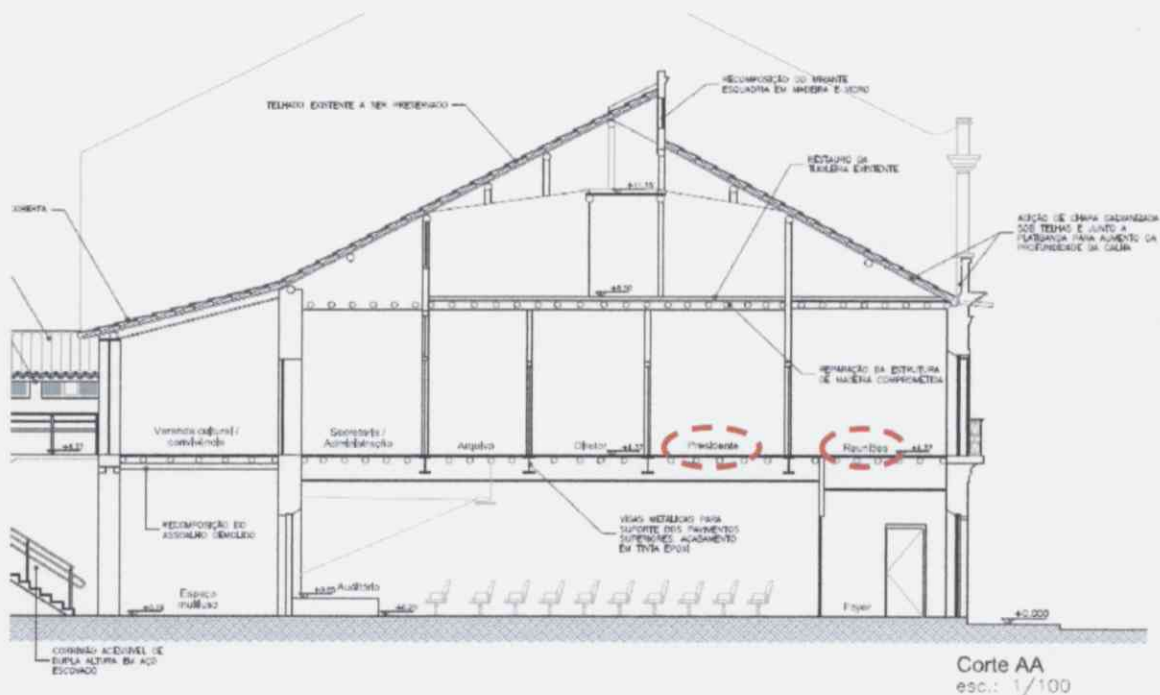 RECOMPOSIÇÃO DO MIRANTE
ESQUADRIA EM MADEIRA E VIDRO
TELHADO EXISTENTE A SER PRESERVADO
RESTAURO DA
TIJOLEIRA EXISTENTE
ADIÇÃO DE CHAPA GALVANIZADA
SOB TELHAS E JUNTO A
PLATIBANDA PARA AUMENTO DA
PROFUNDIDADE DA CALHA
REPARAÇÃO DA ESTRUTURA
DE MADEIRA COMPROMETIDA
Varanda cultural /
convivência
Secretaria /
Administração
Arquivo
Diretor
Presidente
Reuniões
RECOMPOSIÇÃO DO
ASSOALHO DEMOLIDO
VIGAS METÁLICAS PARA
SUPORTE DOS PAVIMENTOS
SUPERIORES, ACABAMENTO
EM TINTA EPOXI
Espaço
multiuso
Auditório
Foyer
+0.000
CORRIMÃO ACESSÍVEL DE
DUPLA ALTURA EM AÇO
ESCOVADO
Corte AA
esc.: 1/100